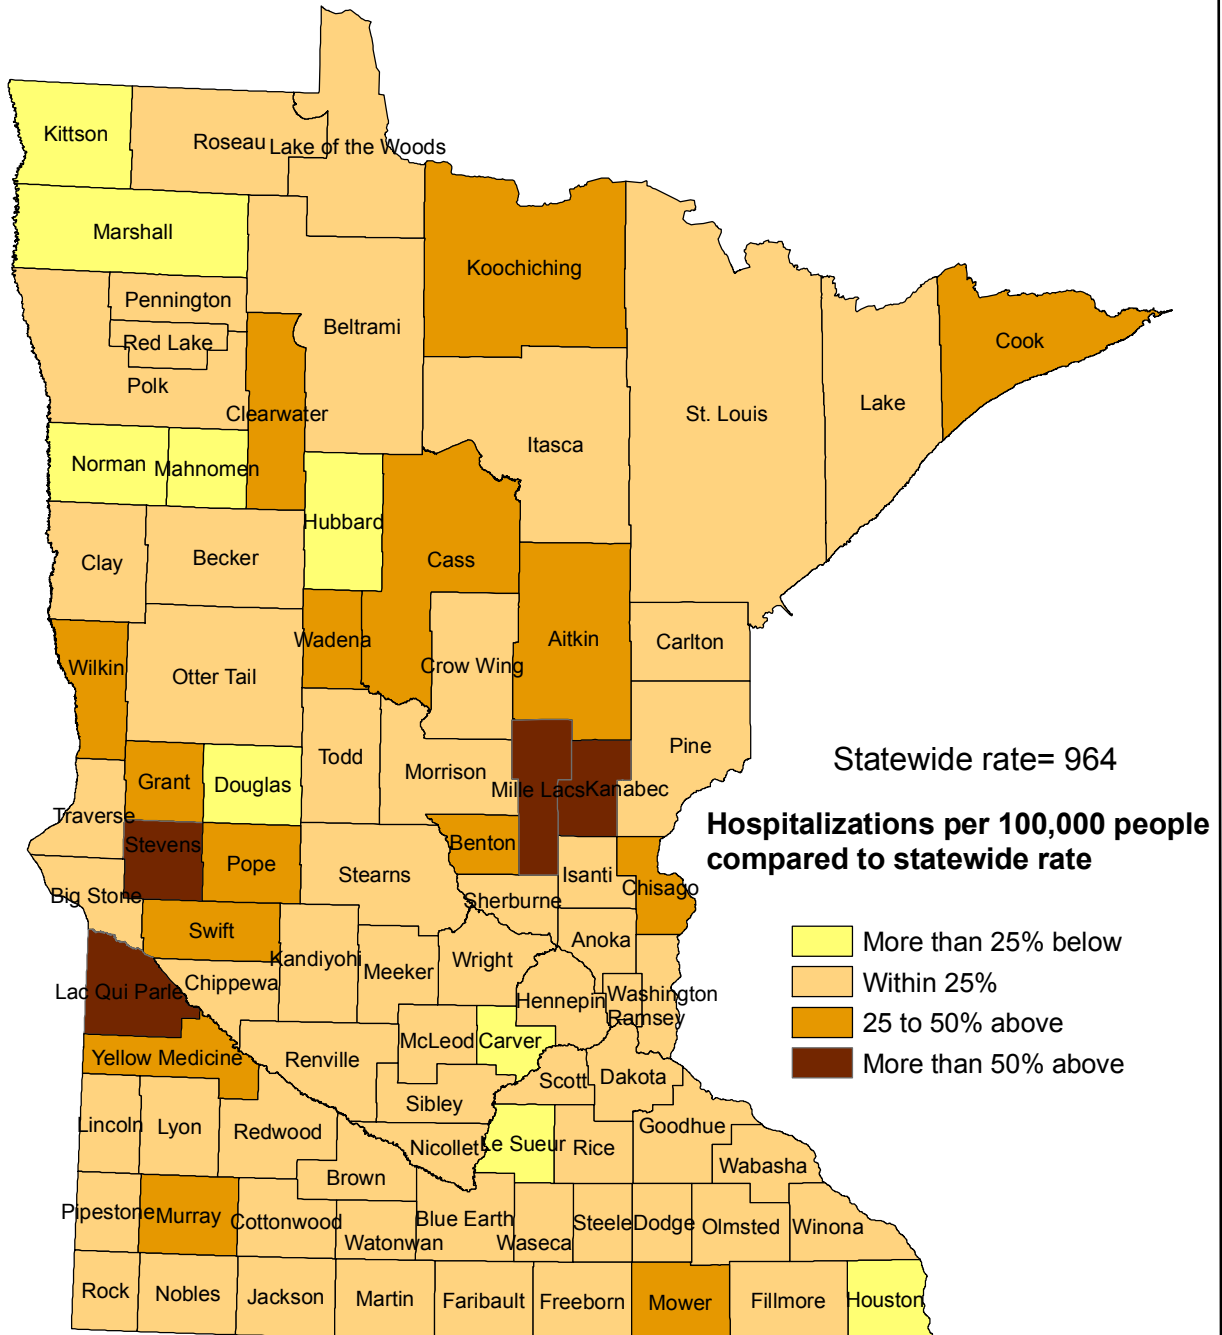 Kittson
Roseau
Lake of the Woods
Marshall
Koochiching
Pennington
Beltrami
Red Lake
Cook
Polk
Clearwater
St. Louis
Lake
Itasca
Norman
Mahnomen
Hubbard
Cass
Clay
Becker
Wadena
Aitkin
Carlton
Wilkin
Crow Wing
Otter Tail
Pine
Todd
Morrison
Statewide rate= 964
Grant
Douglas
Mille Lacs
Kanabec
Traverse
Hospitalizations per 100,000 people
compared to statewide rate
Stevens
Benton
Pope
Stearns
Isanti
Chisago
Big Stone
Sherburne
Swift
Anoka
More than 25% below
Kandiyohi
Wright
Meeker
Chippewa
Within 25%
Lac Qui Parle
Hennepin
Washington
Ramsey
25 to 50% above
McLeod
Carver
Yellow Medicine
Renville
More than 50% above
Scott
Dakota
Sibley
Lincoln
Lyon
Redwood
Goodhue
Nicollet
Le Sueur
Rice
Wabasha
Brown
Pipestone
Murray
Cottonwood
Blue Earth
Steele
Dodge
Olmsted
Winona
Watonwan
Waseca
Rock
Nobles
Jackson
Martin
Faribault
Freeborn
Mower
Fillmore
Houston